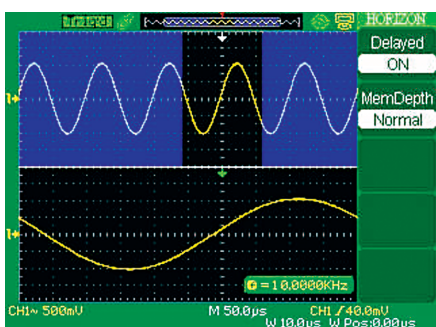 Trig'd HORIZON
Delayed
ON
MemDepth
Normal
f =10.0000KHz
CH1~ 500mV M 50.0µs CH1 / 40.0mV
W 10.0µs W Pos:0.00µs